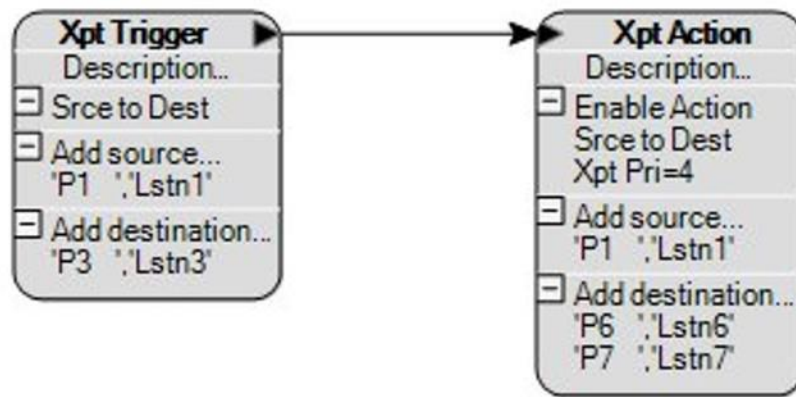 Xpt Trigger
Description...
Srce to Dest
Add source...
'P1 ','Lstn1'
Add destination...
'P3 ','Lstn3'
Xpt Action
Description...
Enable Action
Srce to Dest
Xpt Pri=4
Add source...
'P1 ','Lstn1'
Add destination...
'P6 ','Lstn6'
'P7 ','Lstn7'